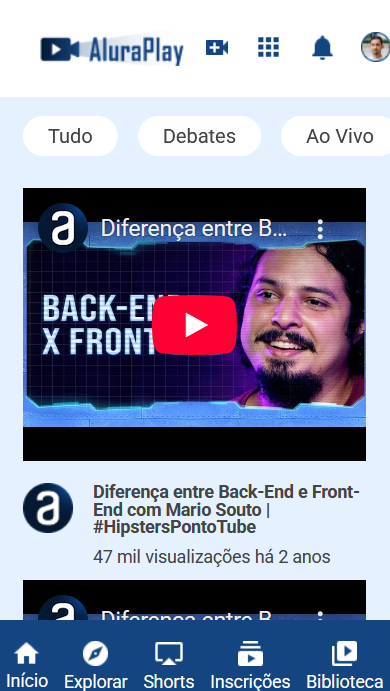 AluraPlay
Tudo
Debates
Ao Vivo
a
Diferença entre B...
BACK-END
X FRONT
a
Diferença entre Back-End e Front-
End com Mario Souto |
#HipstersPontoTube
47 mil visualizações há 2 anos
Diferença entre B...
Início
Explorar
Shorts
Inscrições
Biblioteca